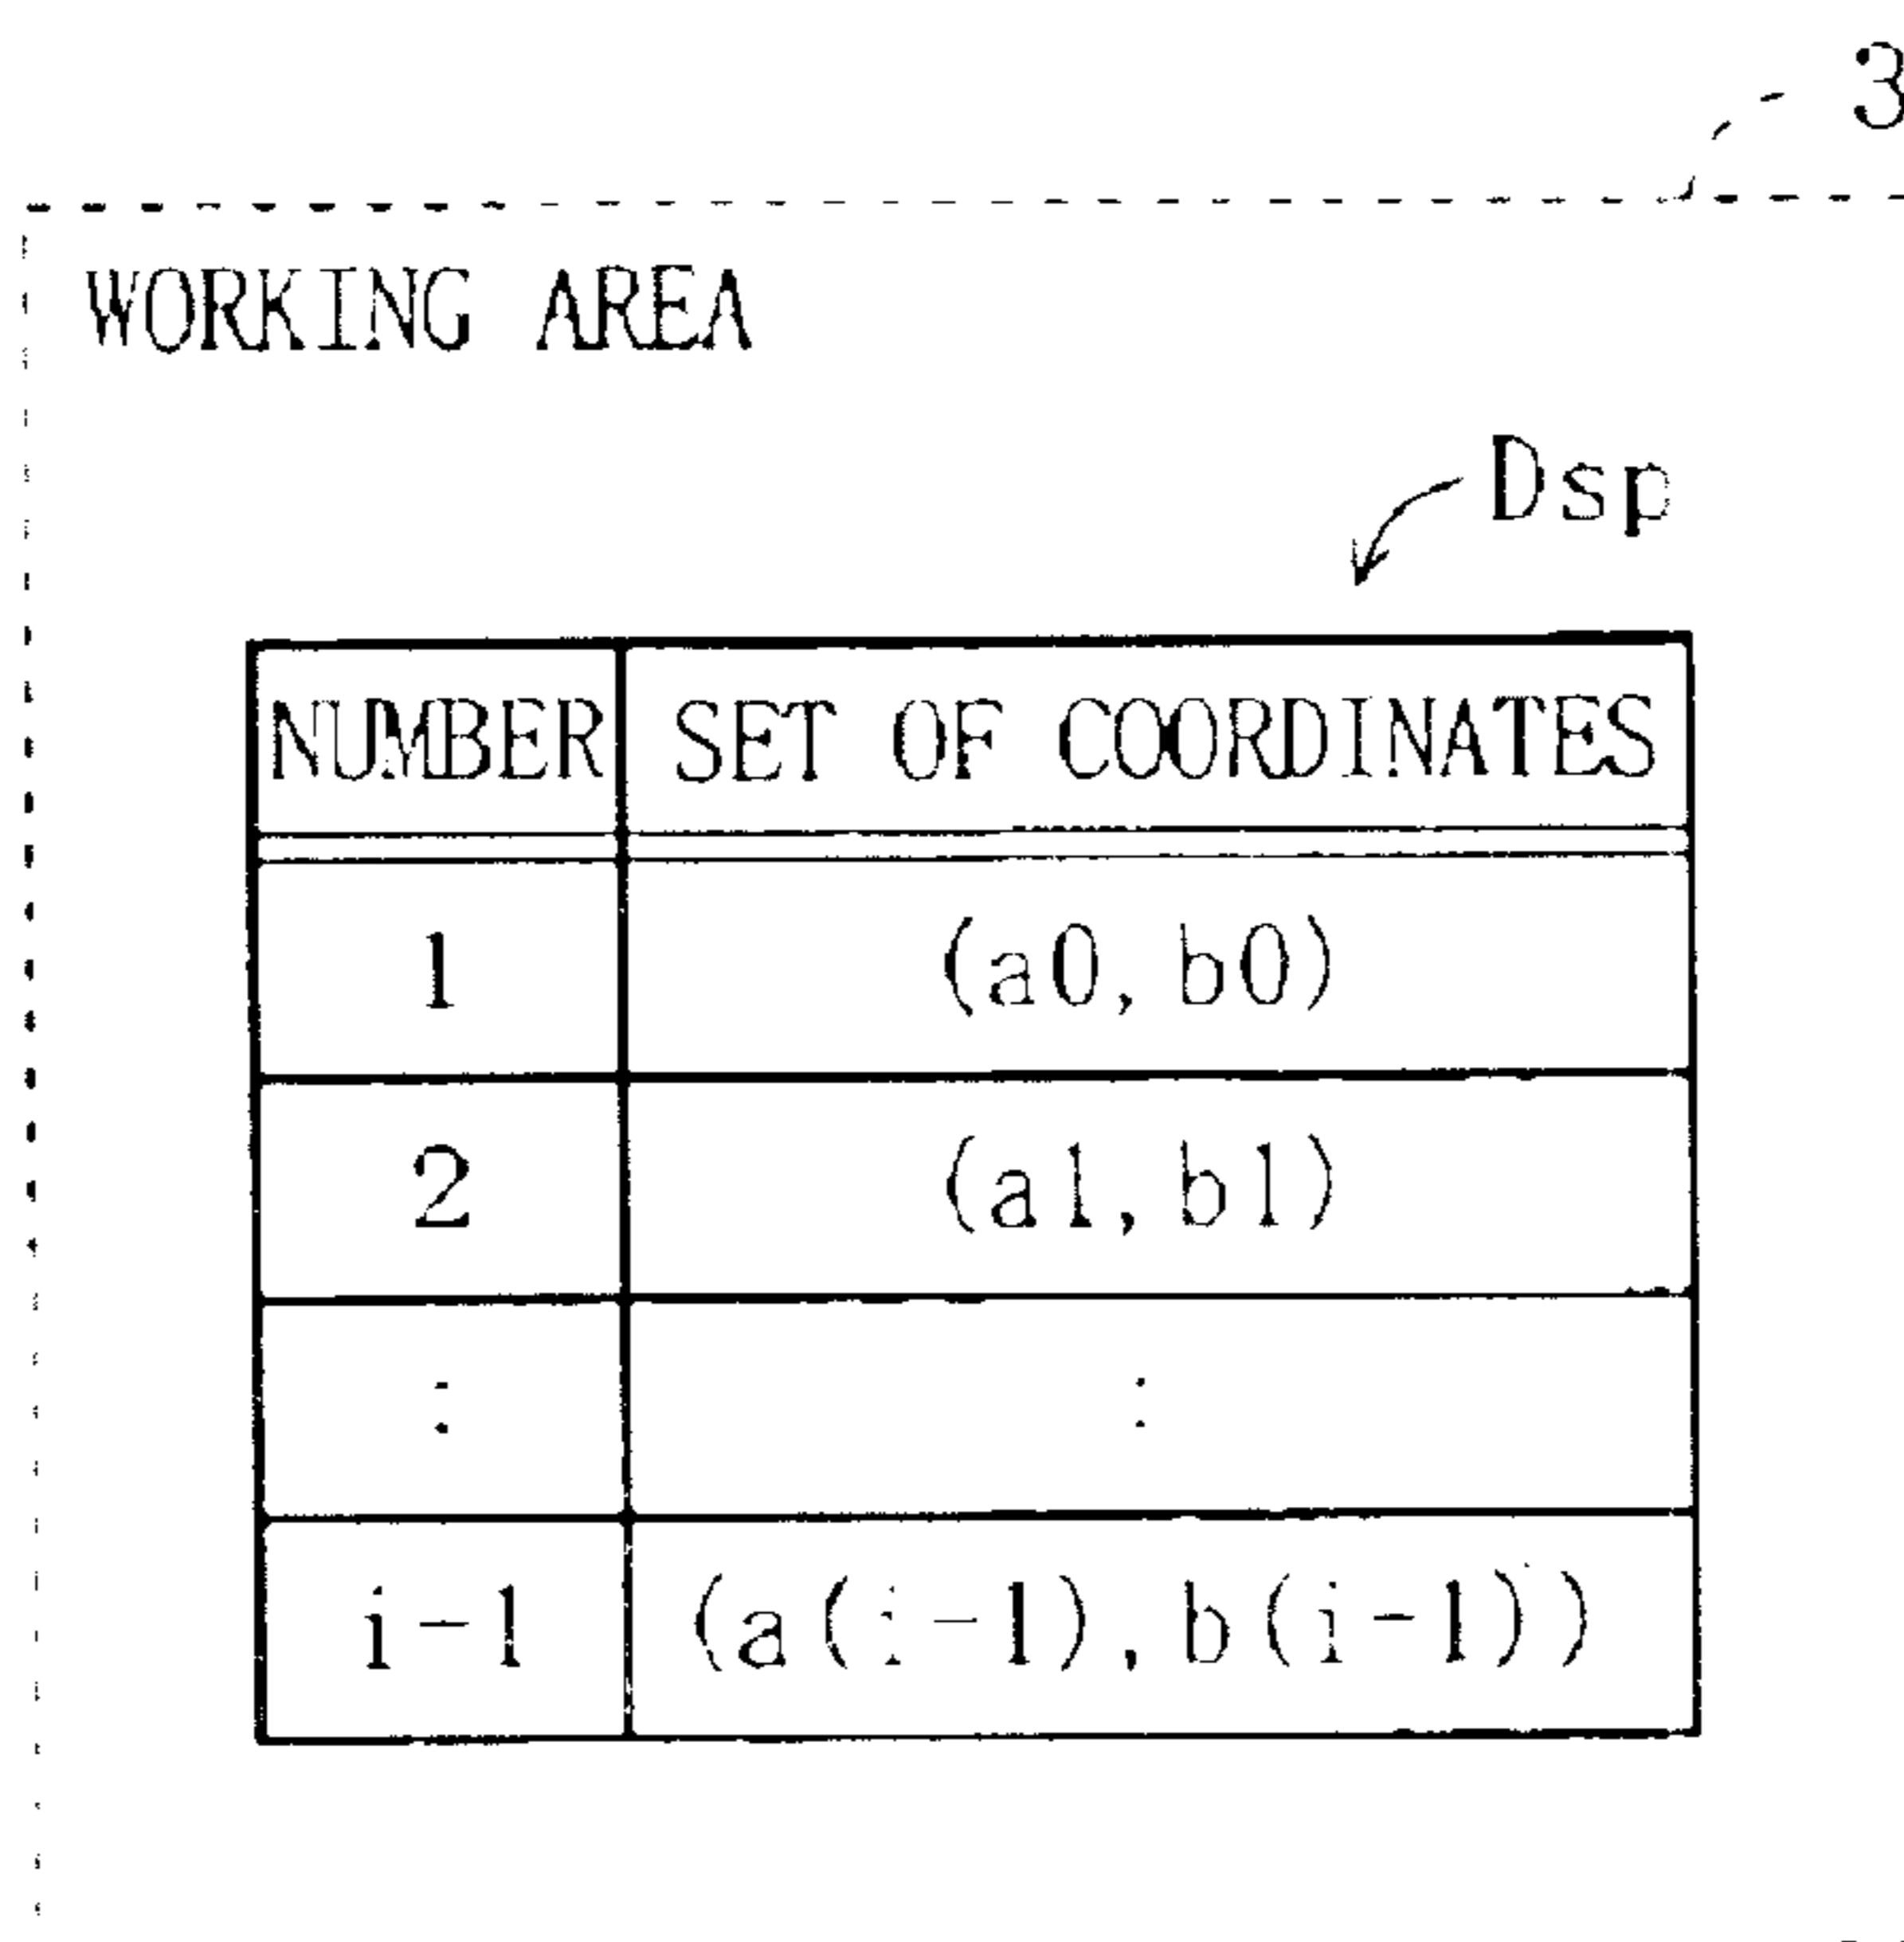 3
WORKING AREA
Dsp
NUMBER SET OF COORDINATES
1 (a0, b0)
2 (a1, b1)
: :
i-1 (a(i-1), b(i-1))